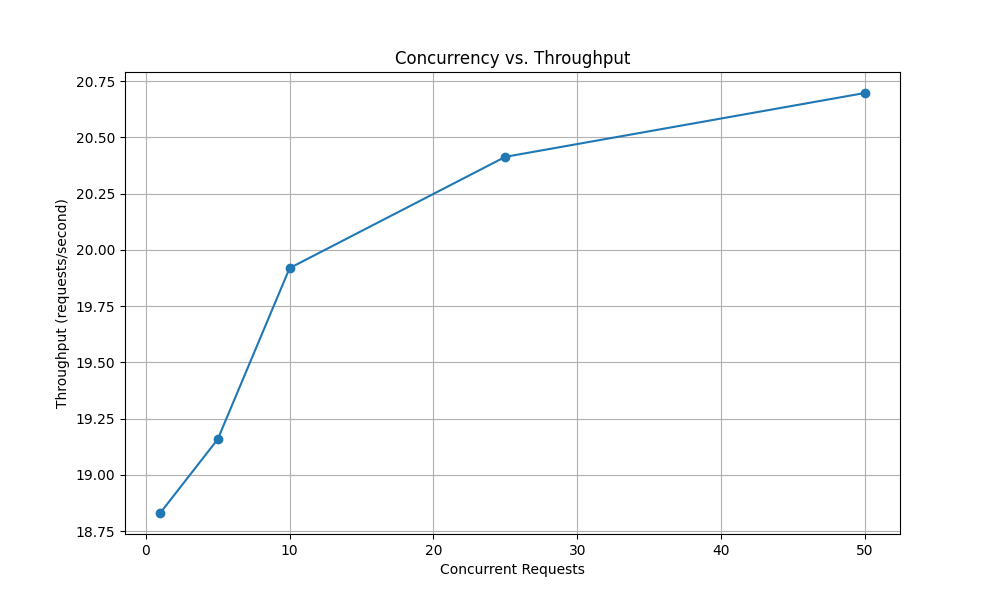 Concurrency vs. Throughput
20.75
20.50
20.25
20.00
19.75
19.50
19.25
19.00
18.75
Throughput (requests/second)
0 10 20 30 40 50
Concurrent Requests